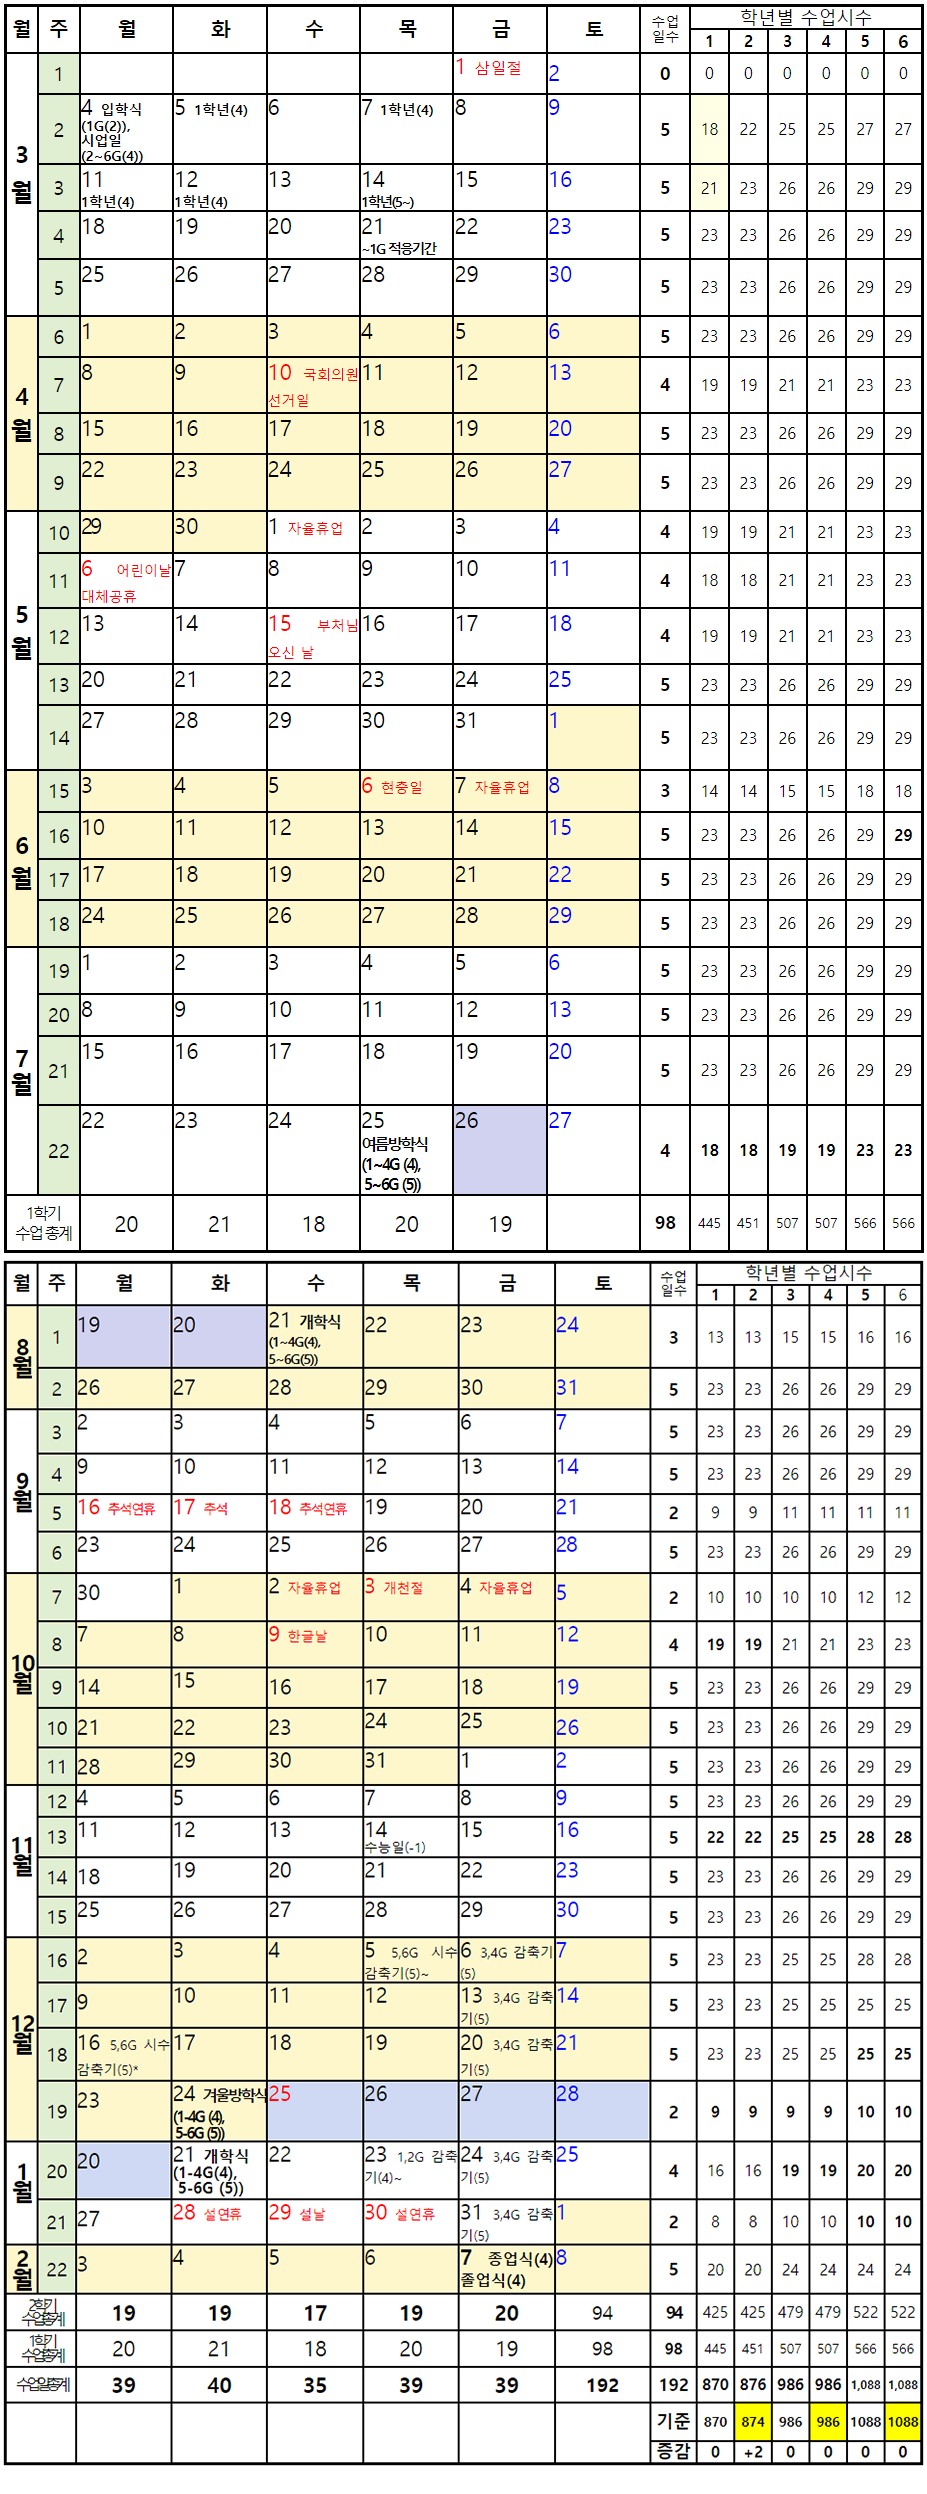 월 주 월 화 수 목 금 토 수업일수 학년별 수업시수
1 2 3 4 5 6
3월 1 1 삼일절 2 0 0 0 0 0 0 0
2 4 입학식 5 1학년(4) 6 7 1학년(4) 8 9 5 18 22 25 25 27 27
(1G(2)),
시업일
(2~6G(4))
3 11 12 13 14 15 16 5 21 23 26 26 29 29
1학년(4) 1학년(4) 1학년(5~)
4 18 19 20 21 22 23 5 23 23 26 26 29 29
~1G 적응기간
5 25 26 27 28 29 30 5 23 23 26 26 29 29
4월 6 1 2 3 4 5 6 5 23 23 26 26 29 29
7 8 9 10 국회의원 11 12 13 4 19 19 21 21 23 23
선거일
8 15 16 17 18 19 20 5 23 23 26 26 29 29
9 22 23 24 25 26 27 5 23 23 26 26 29 29
5월 10 29 30 1 자율휴업 2 3 4 4 19 19 21 21 23 23
11 6 어린이날 7 8 9 10 11 4 18 18 21 21 23 23
대체공휴
12 13 14 15 부처님 16 17 18 4 19 19 21 21 23 23
오신 날
13 20 21 22 23 24 25 5 23 23 26 26 29 29
14 27 28 29 30 31 1 5 23 23 26 26 29 29
6월 15 3 4 5 6 현충일 7 자율휴업 8 3 14 14 15 15 18 18
16 10 11 12 13 14 15 5 23 23 26 26 29 29
17 17 18 19 20 21 22 5 23 23 26 26 29 29
18 24 25 26 27 28 29 5 23 23 26 26 29 29
7월 19 1 2 3 4 5 6 5 23 23 26 26 29 29
20 8 9 10 11 12 13 5 23 23 26 26 29 29
21 15 16 17 18 19 20 5 23 23 26 26 29 29
22 22 23 24 25 26 27 4 18 18 19 19 23 23
여름방학식
(1~4G (4),
5~6G (5))
1학기
수업 총계 20 21 18 20 19 98 445 451 507 507 566 566
월 주 월 화 수 목 금 토 수업일수 학년별 수업시수
1 2 3 4 5 6
8월 1 19 20 21 개학식 22 23 24 3 13 13 15 15 16 16
(1~4G(4),
5~6G(5))
2 26 27 28 29 30 31 5 23 23 26 26 29 29
9월 3 2 3 4 5 6 7 5 23 23 26 26 29 29
4 9 10 11 12 13 14 5 23 23 26 26 29 29
5 16 추석연휴 17 추석 18 추석연휴 19 20 21 2 9 9 11 11 11 11
6 23 24 25 26 27 28 5 23 23 26 26 29 29
10월 7 30 1 2 자율휴업 3 개천절 4 자율휴업 5 2 10 10 10 10 12 12
8 7 8 9 한글날 10 11 12 4 19 19 21 21 23 23
9 14 15 16 17 18 19 5 23 23 26 26 29 29
10 21 22 23 24 25 26 5 23 23 26 26 29 29
11 28 29 30 31 1 2 5 23 23 26 26 29 29
11월 12 4 5 6 7 8 9 5 23 23 26 26 29 29
13 11 12 13 14 15 16 5 22 22 25 25 28 28
수능일(-1)
14 18 19 20 21 22 23 5 23 23 26 26 29 29
15 25 26 27 28 29 30 5 23 23 26 26 29 29
12월 16 2 3 4 5 5,6G 시수 6 3,4G 감축기 7 5 23 23 25 25 28 28
감축기(5)~ (5)
17 9 10 11 12 13 3,4G 감축 14 5 23 23 25 25 25 25
기(5)
18 16 5,6G 시수 17 18 19 20 3,4G 감축 21 5 23 23 25 25 25 25
감축기(5)* 기(5)
19 23 24 겨울방학식 25 26 27 28 2 9 9 9 9 10 10
(1-4G (4),
5-6G (5))
1월 20 20 21 개학식 22 23 1,2G 감축 24 3,4G 감축 25 4 16 16 19 19 20 20
(1-4G(4), 기(4)~ 기(5)
5-6G (5))
21 27 28 설연휴 29 설날 30 설연휴 31 3,4G 감축 1 2 8 8 10 10 10 10
기(5)
2월 22 3 4 5 6 7 종업식(4) 8 5 20 20 24 24 24 24
졸업식(4)
2학기
수업총계 19 19 17 19 20 94 94 425 425 479 479 522 522
1학기
수업총계 20 21 18 20 19 98 98 445 451 507 507 566 566
수업일총계 39 40 35 39 39 192 192 870 876 986 986 1,088 1,088
기준 870 874 986 986 1088 1088
증감 0 +2 0 0 0 0